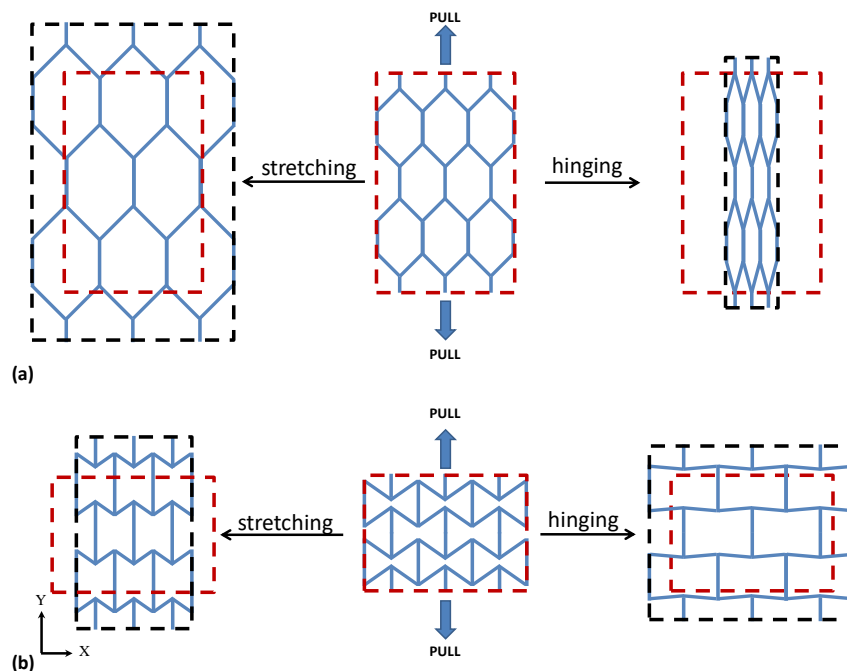 PULL
stretching
hinging
PULL
(a)
PULL
stretching
hinging
Y
X
PULL
(b)